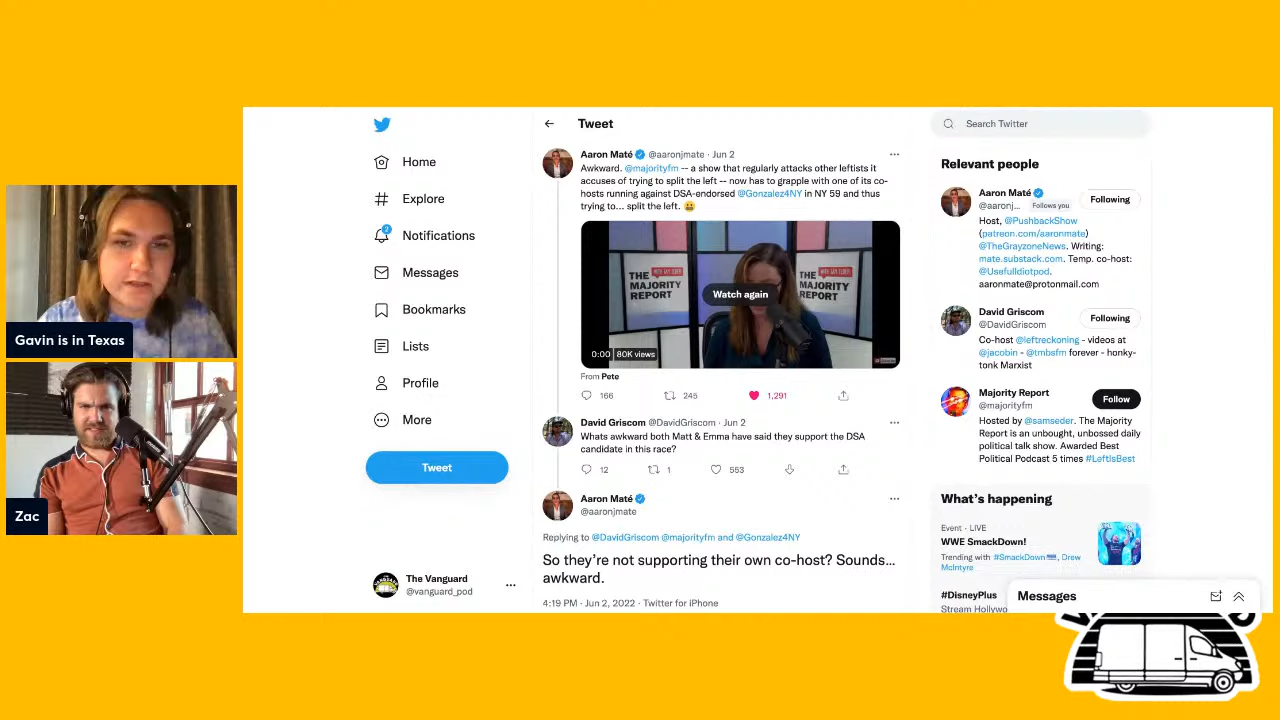 Gavin is in Texas
Zac
Home
Explore
2
Notifications
Messages
Bookmarks
Lists
Profile
More
Tweet
The Vanguard
@vanguard_pod
Tweet
Aaron Maté @aaronjmate · Jun 2
Awkward. @majorityfm -- a show that regularly attacks other leftists it
accuses of trying to split the left -- now has to grapple with one of its co-
hosts running against DSA-endorsed @Gonzalez4NY in NY 59 and thus
trying to... split the left. 😬
THE
MAJORITY
REPORT
Watch again
THE
MAJORITY
REPORT
0:00 80K views
From Pete
166 245 1,291
David Griscom @DavidGriscom · Jun 2
Whats awkward both Matt & Emma have said they support the DSA
candidate in this race?
12 1 553
Aaron Maté
@aaronjmate
Replying to @DavidGriscom @majorityfm and @Gonzalez4NY
So they're not supporting their own co-host? Sounds...
awkward.
4:19 PM · Jun 2, 2022 · Twitter for iPhone
Search Twitter
Relevant people
Aaron Maté
@aaronj... Follows you
Following
Host, @PushbackShow
(patreon.com/aaronmate)
@TheGrayzoneNews. Writing:
mate.substack.com. Temp. co-host:
@UsefulIdiotpod.
aaronmate@protonmail.com
David Griscom
@DavidGriscom
Following
Co-host @leftreckoning - videos at
@jacobin - @tmbsfm forever - honky-
tonk Marxist
Majority Report
@majorityfm
Follow
Hosted by @samseder. The Majority
Report is an unbought, unbossed daily
political talk show. Awarded Best
Political Podcast 5 times #LeftIsBest
What's happening
Event · LIVE
WWE SmackDown!
Trending with #SmackDown, Drew
McIntyre
#DisneyPlus
Stream Hollywo
Messages